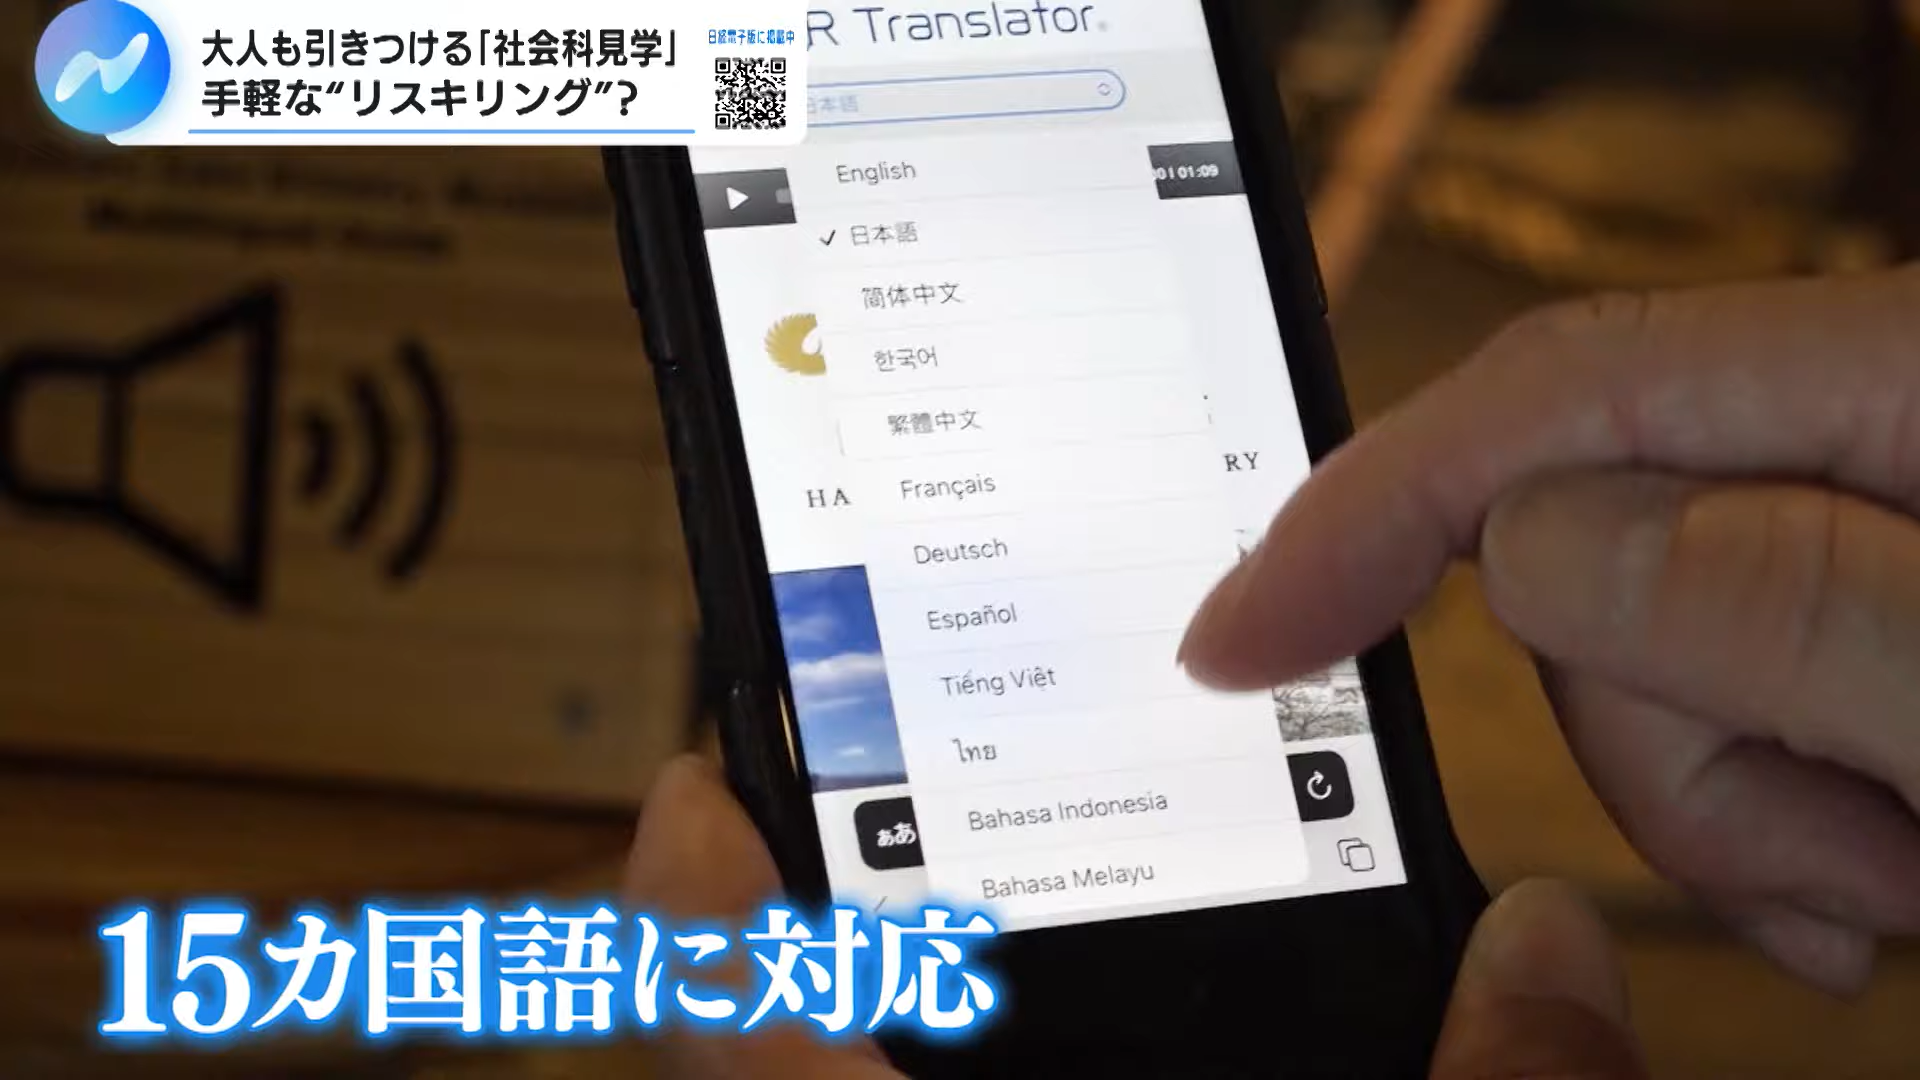 大人も引きつける「社会科見学」
手軽な“リスキリング”?
日経電子版に掲載中
R Translator
日本語
English
01:09
✓ 日本語
简体中文
한국어
繁體中文
Français
HA
RY
Deutsch
Español
Tiếng Việt
ไทย
Bahasa Indonesia
ぁあ
Bahasa Melayu
15カ国語に対応